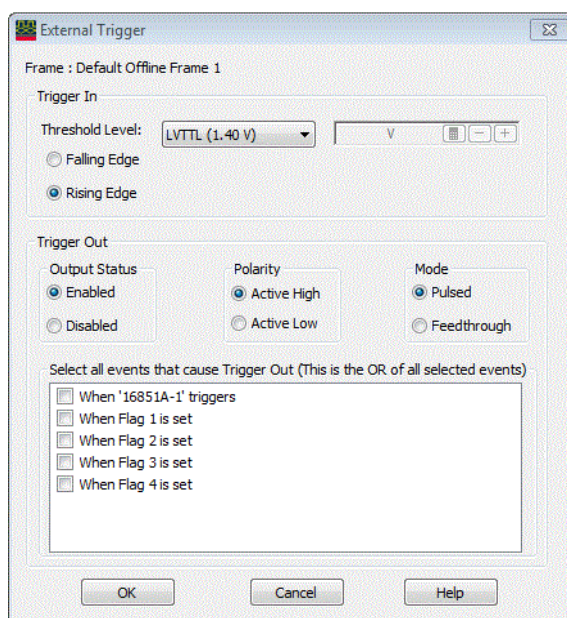 External Trigger
Frame : Default Offline Frame 1
Trigger In
Threshold Level: LVTTL (1.40 V) V
Falling Edge
Rising Edge
Trigger Out
Output Status Polarity Mode
Enabled Active High Pulsed
Disabled Active Low Feedthrough
Select all events that cause Trigger Out (This is the OR of all selected events)
When '16851A-1' triggers
When Flag 1 is set
When Flag 2 is set
When Flag 3 is set
When Flag 4 is set
OK Cancel Help